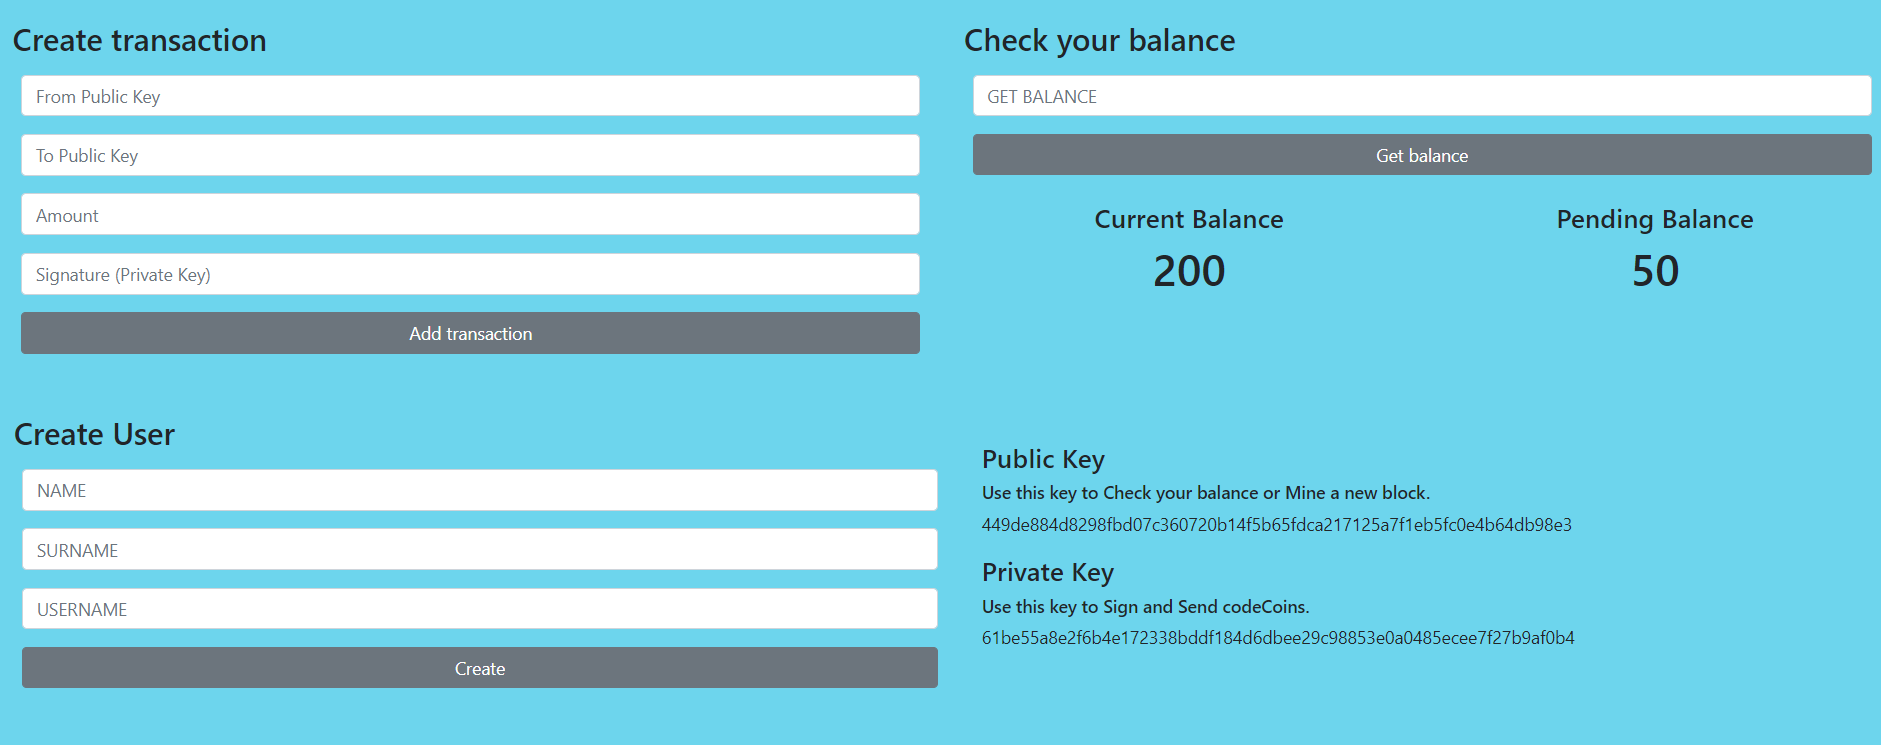 Create transaction
From Public Key
To Public Key
Amount
Signature (Private Key)
Add transaction
Check your balance
GET BALANCE
Get balance
Current Balance
200
Pending Balance
50
Create User
NAME
SURNAME
USERNAME
Create
Public Key
Use this key to Check your balance or Mine a new block.
449de884d8298fbd07c360720b14f5b65fdca217125a7f1eb5fc0e4b64db98e3
Private Key
Use this key to Sign and Send codeCoins.
61be55a8e2f6b4e172338bddf184d6dbee29c98853e0a0485ecee7f27b9af0b4